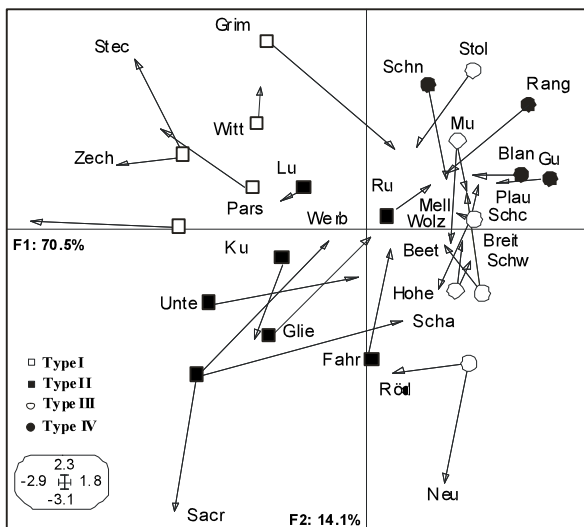 Grim
Stec
Stol
Schn
Rang
Mu
Witt
Zech
Blan
Gu
Lu
Ru
Plau
Pars
Mell
Schc
Werb
Wolz
F1: 70.5%
Ku
Beet
Breit
Schw
Unte
Hohe
Glie
Scha
Fahr
Type I
Type II
Type III
Type IV
2.3
-2.9 1.8
-3.1
Neu
Sacr
F2: 14.1%